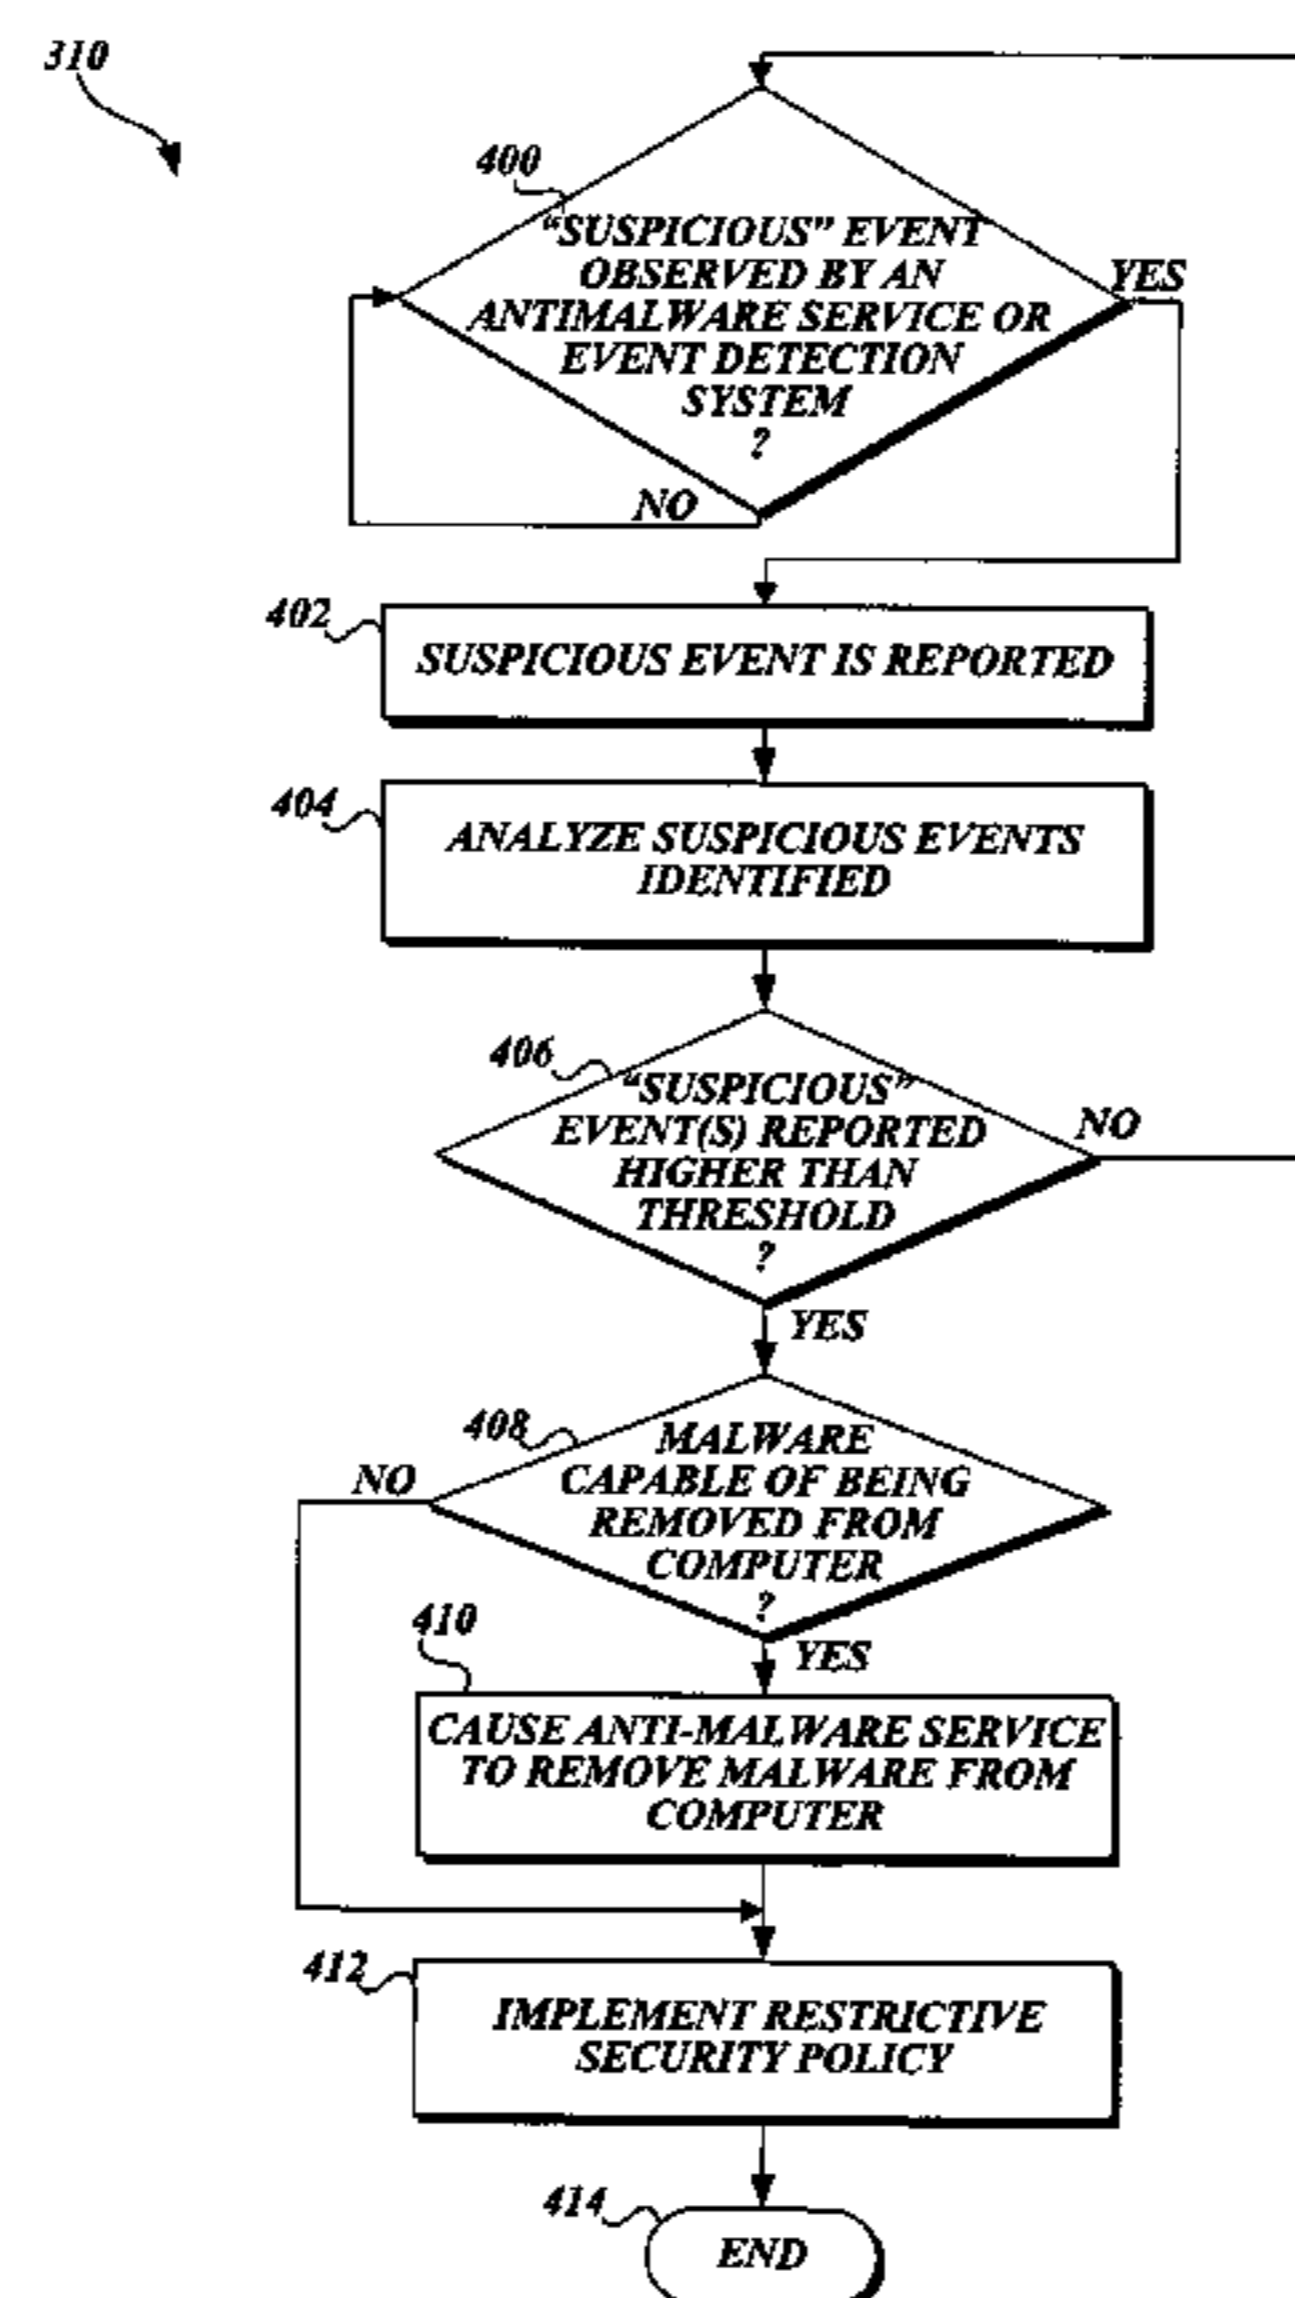 310
400
"SUSPICIOUS" EVENT
OBSERVED BY AN
ANTIMALWARE SERVICE OR
EVENT DETECTION
SYSTEM
?
YES
NO
402
SUSPICIOUS EVENT IS REPORTED
404
ANALYZE SUSPICIOUS EVENTS
IDENTIFIED
406
"SUSPICIOUS"
EVENT(S) REPORTED
HIGHER THAN
THRESHOLD
?
NO
YES
408
MALWARE
CAPABLE OF BEING
REMOVED FROM
COMPUTER
?
NO
YES
410
CAUSE ANTI-MALWARE SERVICE
TO REMOVE MALWARE FROM
COMPUTER
412
IMPLEMENT RESTRICTIVE
SECURITY POLICY
414
END